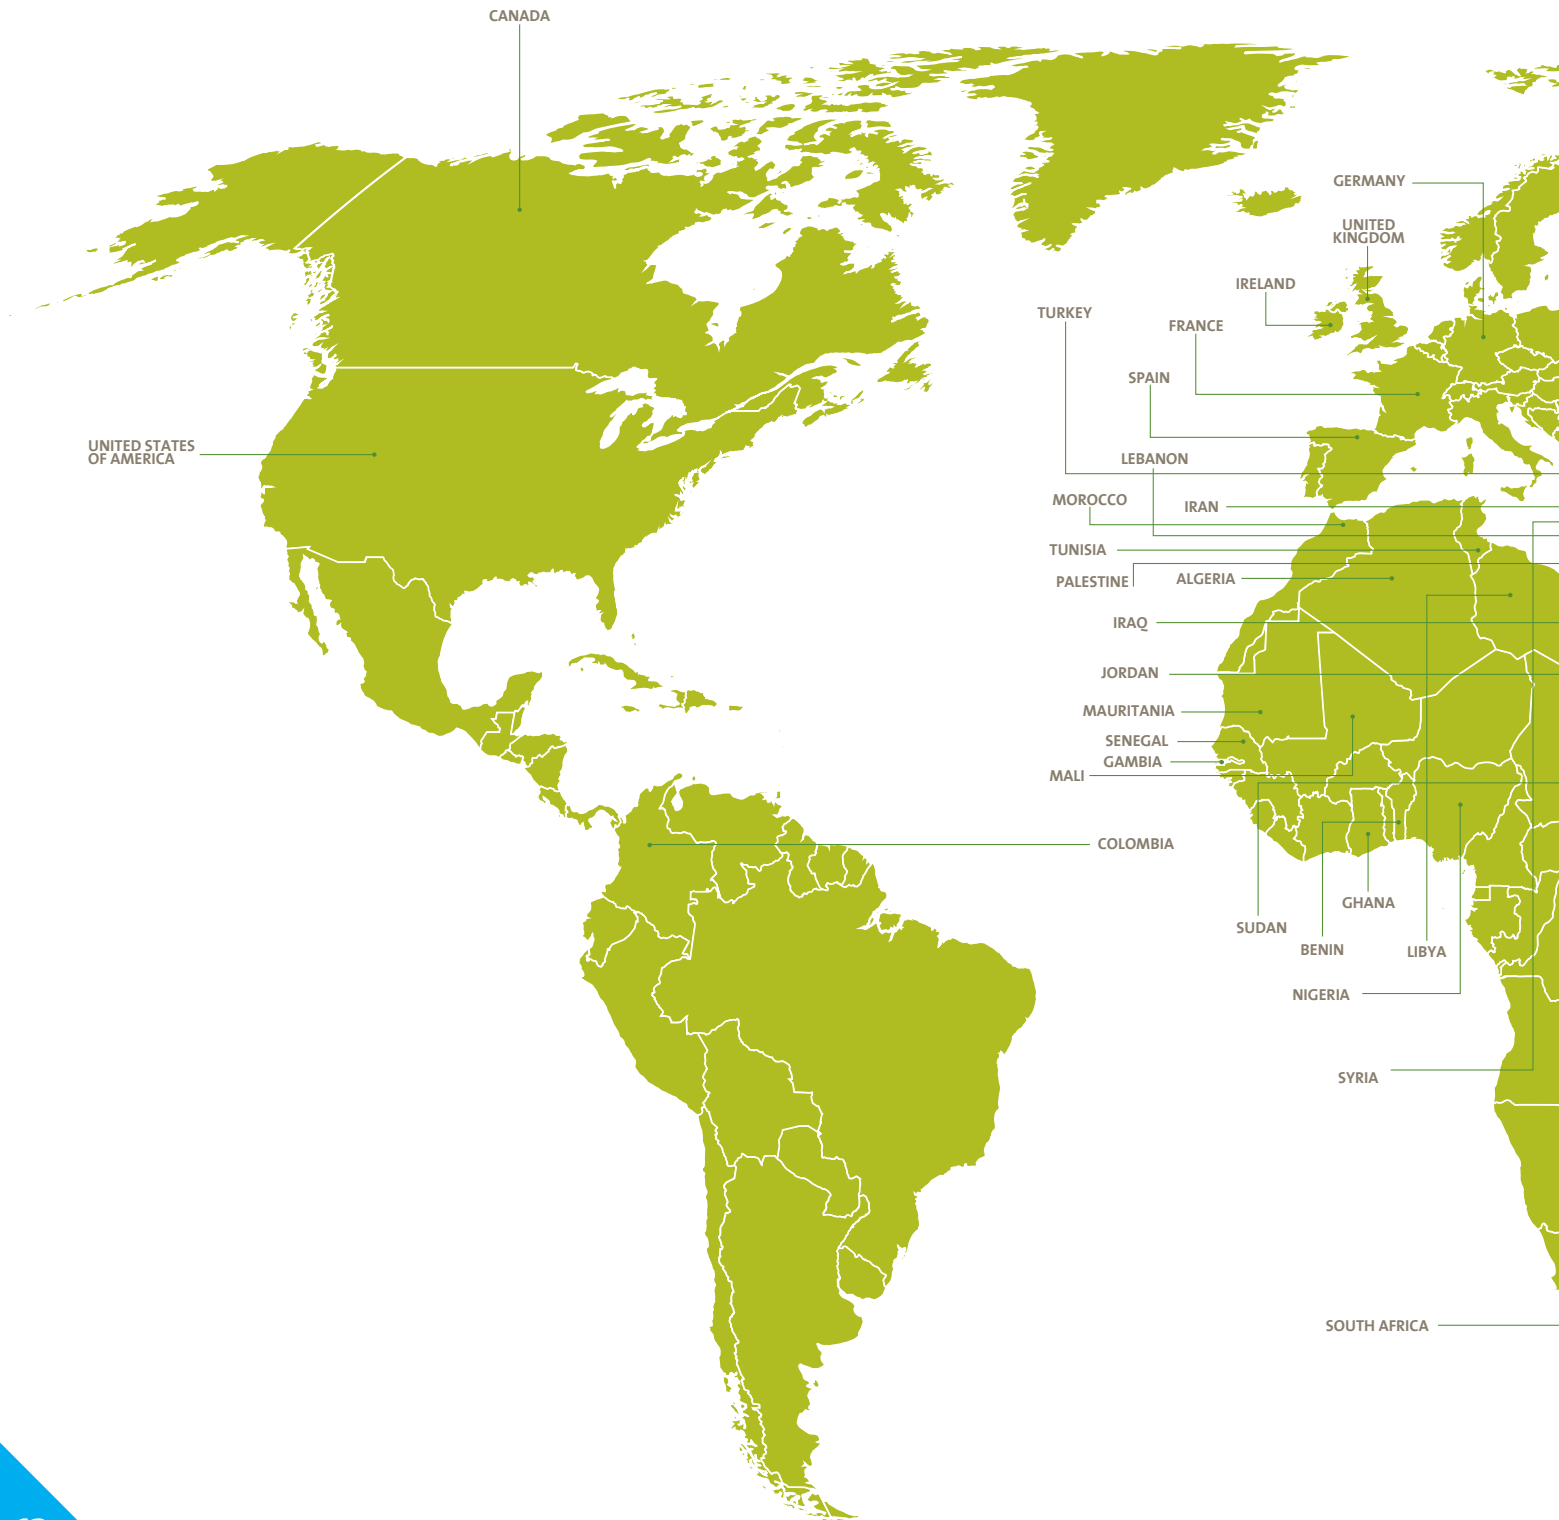 CANADA
GERMANY
UNITED
KINGDOM
IRELAND
TURKEY
FRANCE
SPAIN
UNITED STATES
OF AMERICA
LEBANON
MOROCCO
IRAN
TUNISIA
PALESTINE
ALGERIA
IRAQ
JORDAN
MAURITANIA
SENEGAL
GAMBIA
MALI
COLOMBIA
GHANA
SUDAN
BENIN
LIBYA
NIGERIA
SYRIA
SOUTH AFRICA